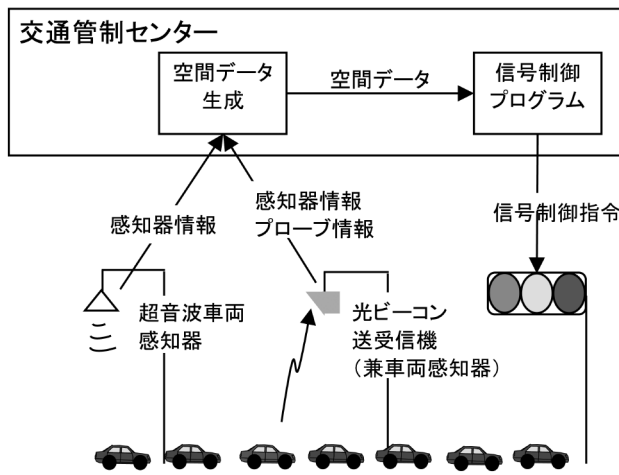 交通管制センター
空間データ
生成
空間データ
信号制御
プログラム
感知器情報
感知器情報
プローブ情報
信号制御指令
超音波車両
感知器
光ビーコン
送受信機
（兼車両感知器）